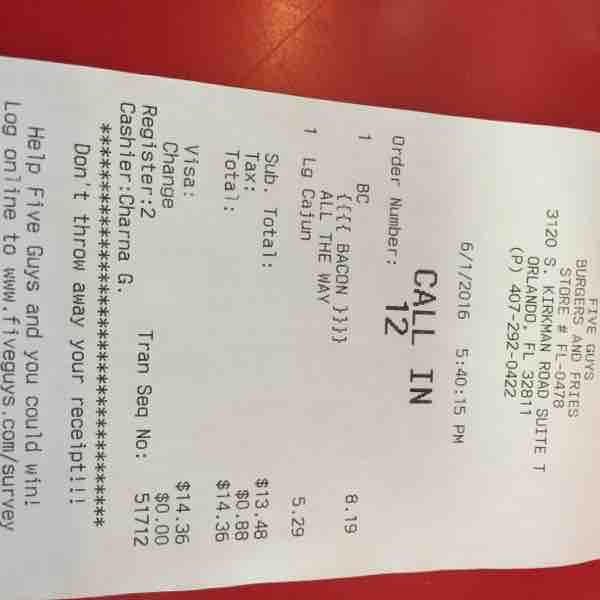 FIVE GUYS
BURGERS AND FRIES
STORE # FL-0478
3120 S. KIRKMAN ROAD SUITE T
ORLANDO, FL 32811
(P) 407-292-0422
6/1/2016 5:40:15 PM
CALL IN
12
Order Number:
1 BC 8.19
{{{{ BACON }}}}
ALL THE WAY
1 Lg Cajun 5.29
Sub. Total: $13.48
Tax: $0.88
Total: $14.36
Visa: $14.36
Change $0.00
Register:2 Tran Seq No: 51712
Cashier:Charna G.
****************************************
Don't throw away your receipt!!!
Help Five Guys and you could win!
Log online to www.fiveguys.com/survey